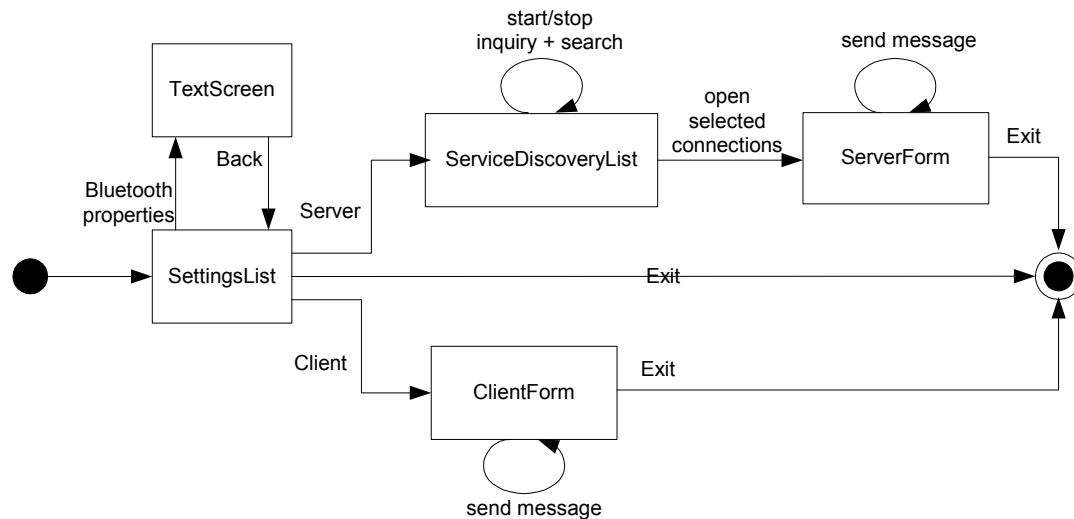 start/stop
inquiry + search
send message
TextScreen
open
selected
connections
ServiceDiscoveryList
ServerForm
Exit
Back
Bluetooth
properties
Server
SettingsList
Exit
Client
ClientForm
Exit
send message